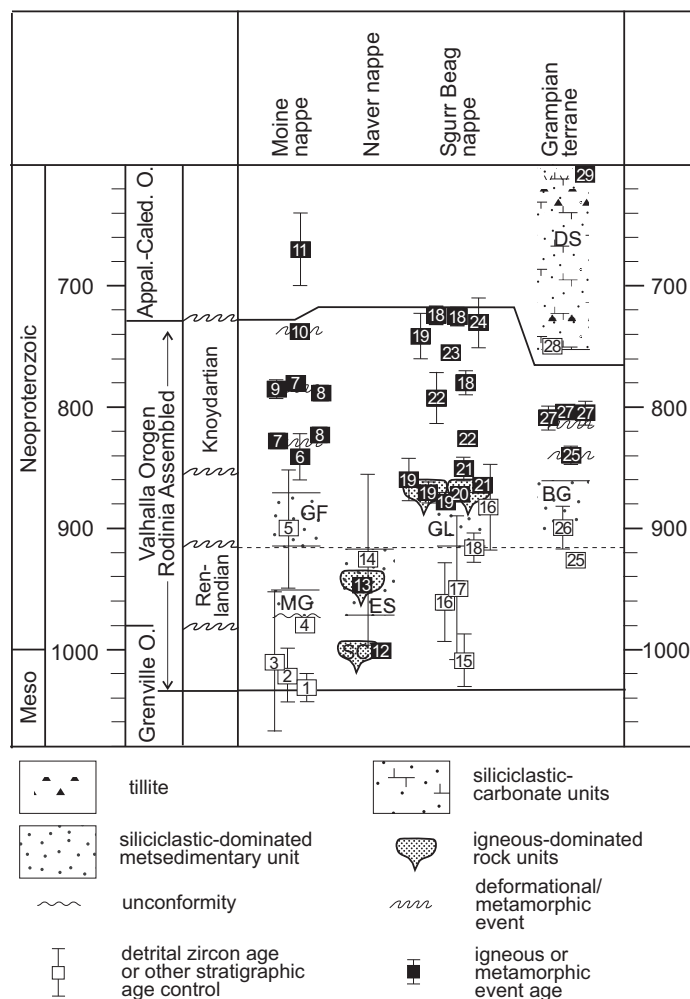 Moine nappe
Naver nappe
Sgurr Beag nappe
Grampian terrane
Neoproterozoic
Meso
700
800
900
1000
Appal.-Caled. O.
Valhalla Orogen
Rodinia Assembled
Grenville O.
Knoydartian
Ren-
landian
29
DS
11
700
10
18
18
24
19
28
23
9
7
8
22
18
800
27
27
27
7
8
6
22
25
21
19
19
20
21
19
16
BG
GF
5
GL
26
900
18
14
25
13
ES
MG
4
16
17
3
2
1
SC
12
15
1000
tillite
siliciclastic-
carbonate units
siliciclastic-dominated
metsedimentary unit
igneous-dominated
rock units
unconformity
deformational/
metamorphic
event
detrital zircon age
or other stratigraphic
age control
igneous or
metamorphic
event age